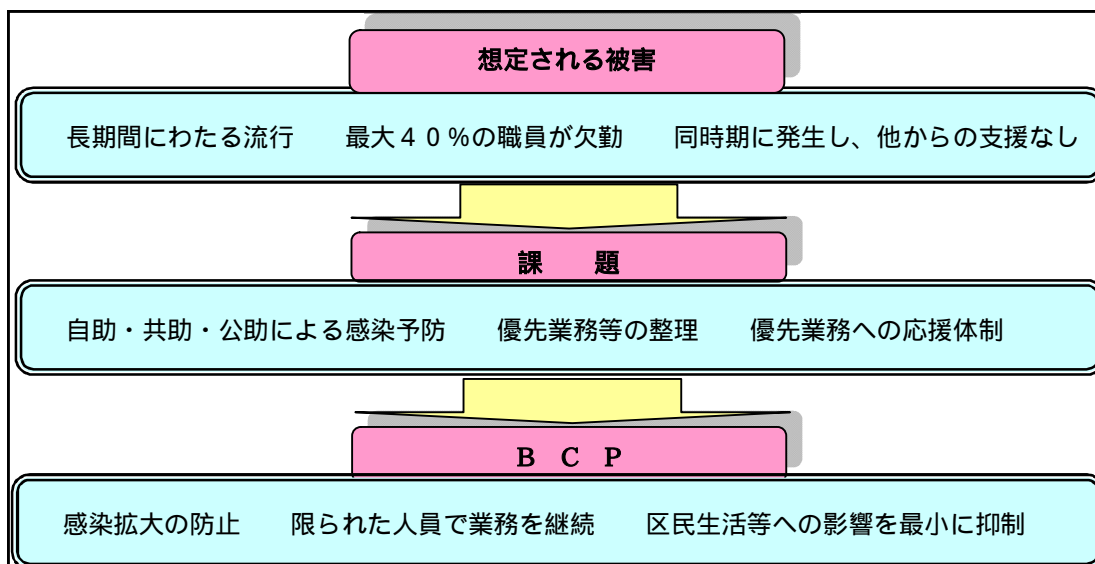 想定される被害
長期間にわたる流行　　最大４０％の職員が欠勤　　同時期に発生し、他からの支援なし
課　　題
自助・共助・公助による感染予防　　優先業務等の整理　　優先業務への応援体制
Ｂ　Ｃ　Ｐ
感染拡大の防止　　限られた人員で業務を継続　　区民生活等への影響を最小に抑制